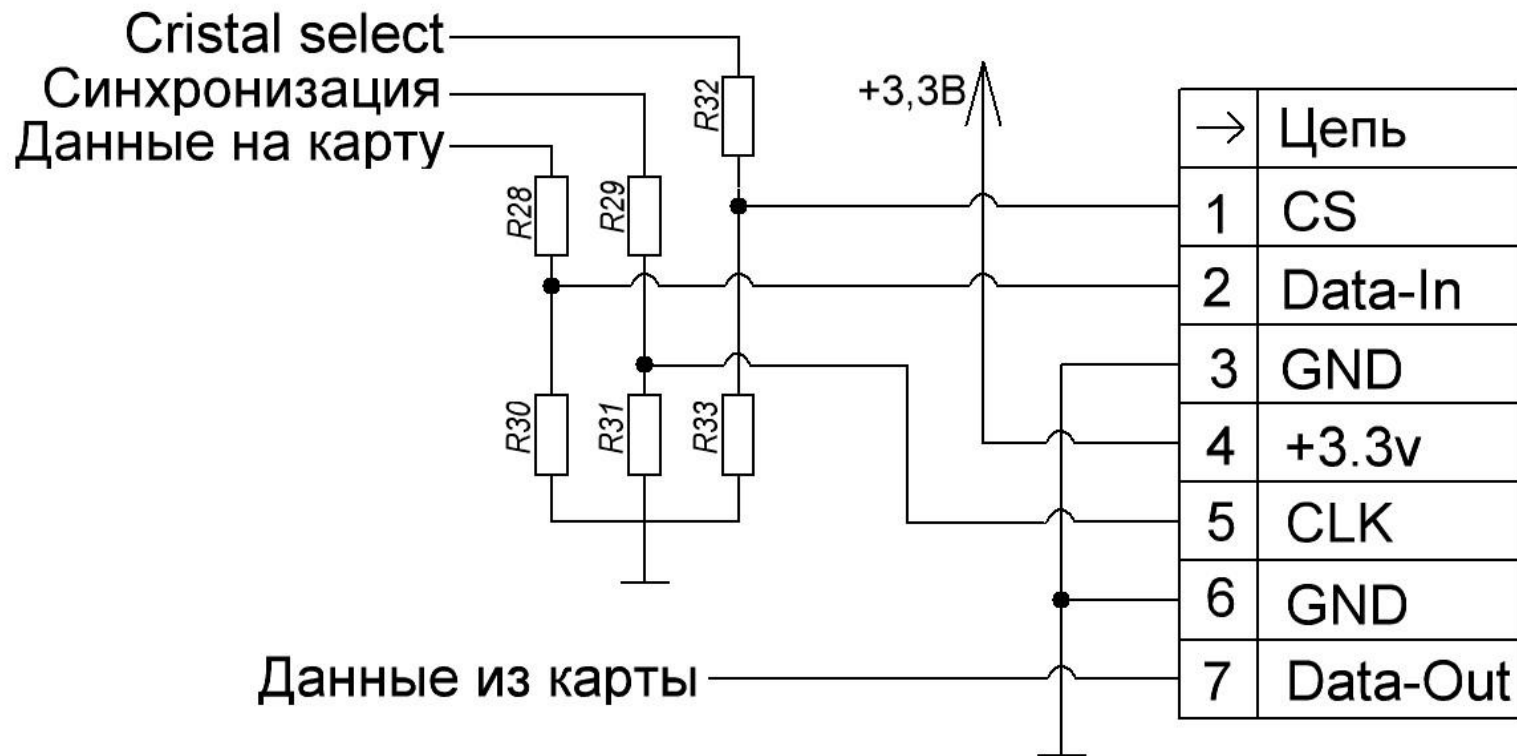 Cristal select
Синхронизация
Данные на карту
R32
R28
R29
R30
R31
R33
+3,3В
Цепь
1 CS
2 Data-In
3 GND
4 +3.3v
5 CLK
6 GND
7 Data-Out
Данные из карты